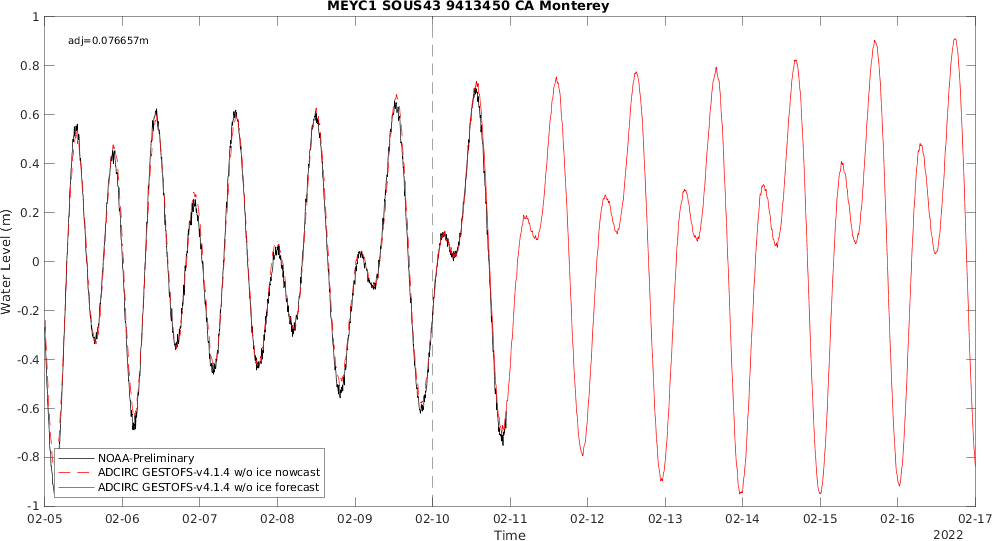 MEYC1 SOUS43 9413450 CA Monterey
adj=0.076657m
1
0.8
0.6
0.4
0.2
0
-0.2
-0.4
-0.6
-0.8
-1
Water Level (m)
NOAA-Preliminary
ADCIRC GESTOFS-v4.1.4 w/o ice nowcast
ADCIRC GESTOFS-v4.1.4 w/o ice forecast
02-05 02-06 02-07 02-08 02-09 02-10 02-11 02-12 02-13 02-14 02-15 02-16 02-17
Time
2022